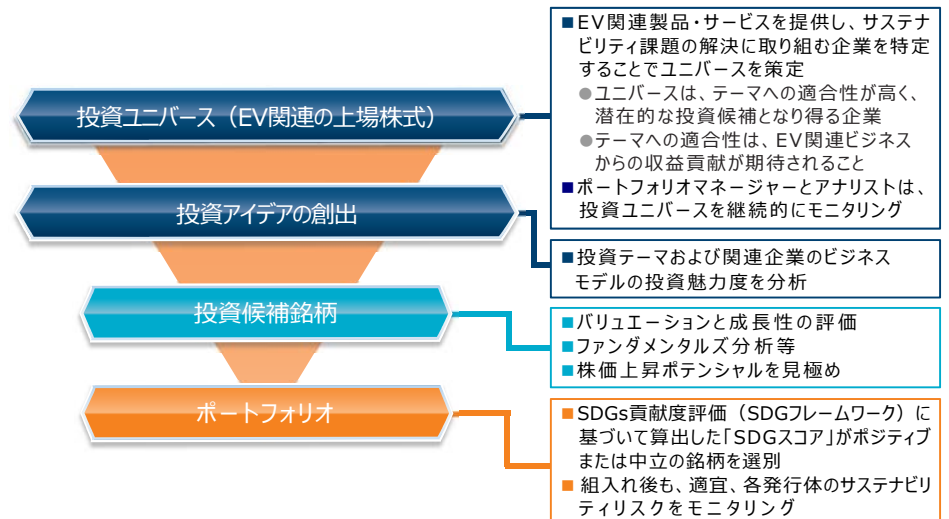 投資ユニバース（EV関連の上場株式）
■EV関連製品・サービスを提供し、サステナ
ビリティ課題の解決に取り組む企業を特定
することでユニバースを策定
●ユニバースは、テーマへの適合性が高く、
潜在的な投資候補となり得る企業
●テーマへの適合性は、EV関連ビジネス
からの収益貢献が期待されること
■ポートフォリオマネージャーとアナリストは、
投資ユニバースを継続的にモニタリング
投資アイデアの創出
■投資テーマおよび関連企業のビジネス
モデルの投資魅力度を分析
投資候補銘柄
■バリュエーションと成長性の評価
■ファンダメンタルズ分析等
■株価上昇ポテンシャルを見極め
ポートフォリオ
■SDGs貢献度評価（SDGフレームワーク）に
基づいて算出した「SDGスコア」がポジティブ
または中立の銘柄を選別
■組入れ後も、適宜、各発行体のサステナビリ
ティリスクをモニタリング